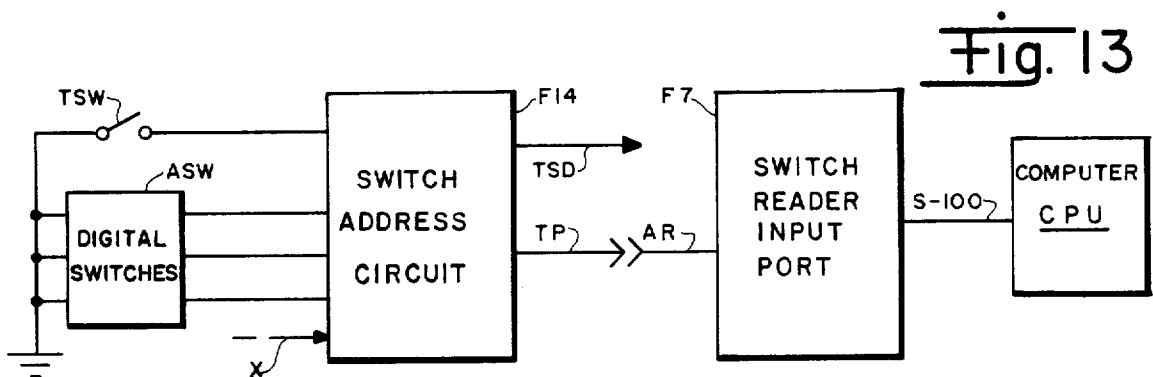 Fig. 13
TSW
F14
F7
ASW
TSD
SWITCH
ADDRESS
CIRCUIT
SWITCH
READER
INPUT
PORT
COMPUTER
CPU
S-100
DIGITAL
SWITCHES
TP
AR
X